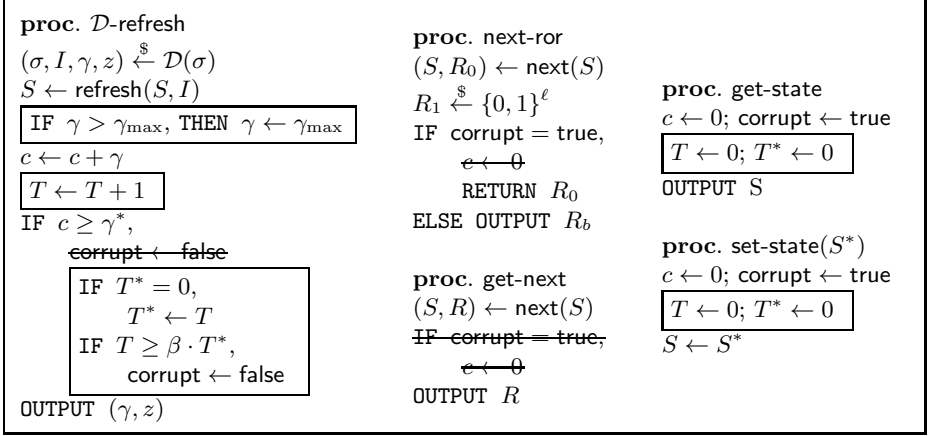 proc. 𝒟-refresh
(σ, I, γ, z) ←$ 𝒟(σ)
S ← refresh(S, I)
IF γ > γmax, THEN γ ← γmax
c ← c + γ
T ← T + 1
IF c ≥ γ*,
corrupt ← false
IF T* = 0,
T* ← T
IF T ≥ β · T*,
corrupt ← false
OUTPUT (γ, z)
proc. next-ror
(S, R₀) ← next(S)
R₁ ←$ {0, 1}^ℓ
IF corrupt = true,
c ← 0
RETURN R₀
ELSE OUTPUT R_b
proc. get-next
(S, R) ← next(S)
IF corrupt = true,
c ← 0
OUTPUT R
proc. get-state
c ← 0; corrupt ← true
T ← 0; T* ← 0
OUTPUT S
proc. set-state(S*)
c ← 0; corrupt ← true
T ← 0; T* ← 0
S ← S*